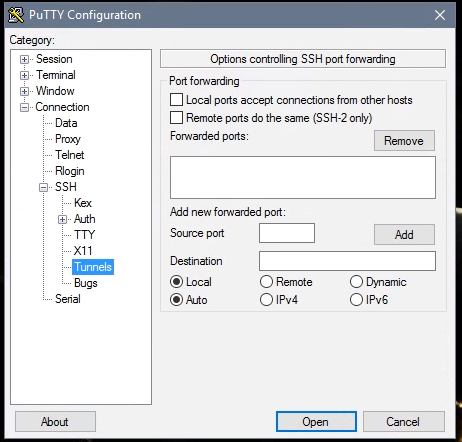 PuTTY Configuration
Category:
Session
Terminal
Window
Connection
Data
Proxy
Telnet
Rlogin
SSH
Kex
Auth
TTY
X11
Tunnels
Bugs
Serial
Options controlling SSH port forwarding
Port forwarding
Local ports accept connections from other hosts
Remote ports do the same (SSH-2 only)
Forwarded ports:
Remove
Add new forwarded port:
Source port
Add
Destination
Local Remote Dynamic
Auto IPv4 IPv6
About Open Cancel